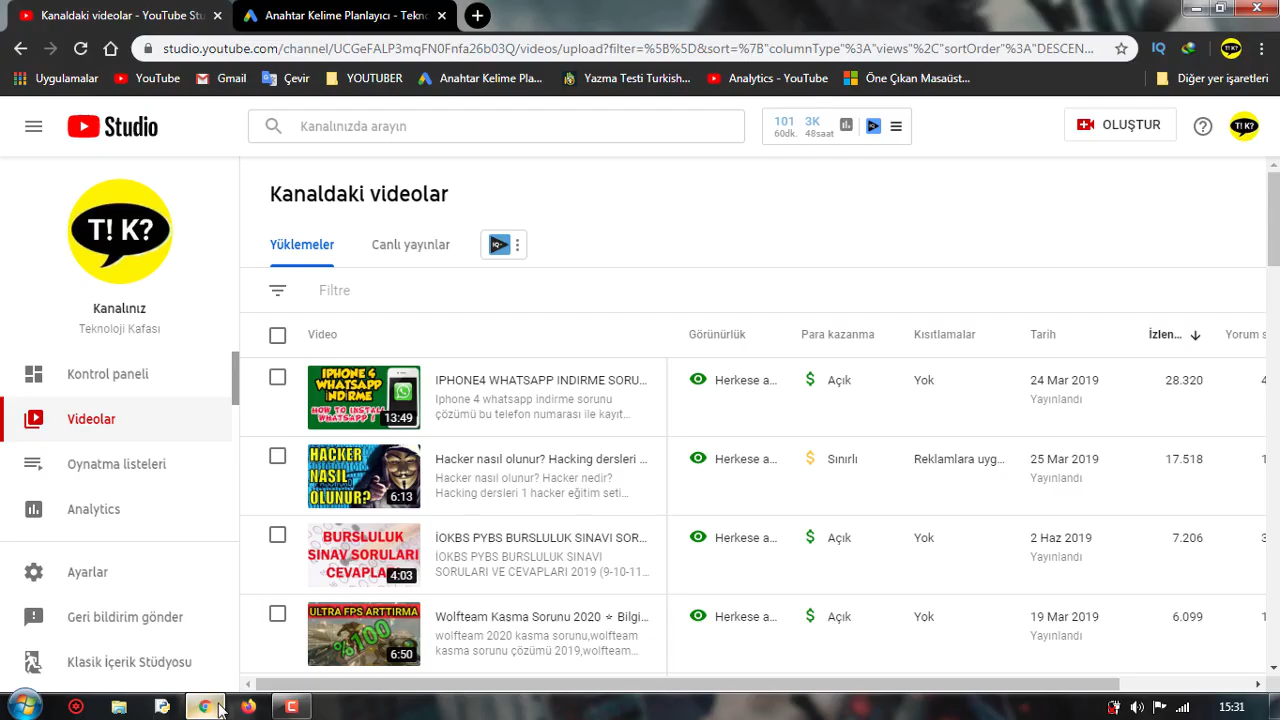 Kanaldaki videolar - YouTube Stu
Anahtar Kelime Planlayıcı - Tekno
studio.youtube.com/channel/UCGeFALP3mqFN0Fnfa26b03Q/videos/upload?filter=%5B%5D&sort=%7B"columnType"%3A"views"%2C"sortOrder"%3A"DESCEN...
Uygulamalar
YouTube
Gmail
Çevir
YOUTUBER
Anahtar Kelime Pla...
Yazma Testi Turkish...
Analytics - YouTube
Öne Çıkan Masaüst...
Diğer yer işaretleri
Studio
Kanalınızda arayın
101 3K
60dk. 48saat
OLUŞTUR
T! K?
T! K?
Kanalınız
Teknoloji Kafası
Kontrol paneli
Videolar
Oynatma listeleri
Analytics
Ayarlar
Geri bildirim gönder
Klasik İçerik Stüdyosu
Kanaldaki videolar
Yüklemeler
Canlı yayınlar
Filtre
Video Görünürlük Para kazanma Kısıtlamalar Tarih İzlen... Yorum s
IPHONE 4
WHATSAPP
INDIRME
HOW TO INSTALL
WHATSAPP ?
13:49
IPHONE4 WHATSAPP INDIRME SORU...
Iphone 4 whatsapp indirme sorunu
çözümü bu telefon numarası ile kayıt...
Herkese a... Açık Yok 24 Mar 2019 28.320 4
Yayınlandı
HACKER
NASIL
OLUNUR?
6:13
Hacker nasıl olunur? Hacking dersleri ...
Hacker nasıl olunur? Hacker nedir?
Hacking dersleri 1 hacker eğitim seti...
Herkese a... Sınırlı Reklamlara uyg... 25 Mar 2019 17.518 1
Yayınlandı
BURSLULUK
SINAV SORULARI
CEVAPLA
4:03
İOKBS PYBS BURSLULUK SINAVI SOR...
İOKBS PYBS BURSLULUK SINAVI
SORULARI VE CEVAPLARI 2019 (9-10-11...
Herkese a... Açık Yok 2 Haz 2019 7.206 3
Yayınlandı
ULTRA FPS ARTTIRMA
%100
6:50
Wolfteam Kasma Sorunu 2020 ⭐ Bilgi...
wolfteam 2020 kasma sorunu,wolfteam
kasma sorunu çözümü 2019,wolfteam...
Herkese a... Açık Yok 19 Mar 2019 6.099 1
Yayınlandı
15:31